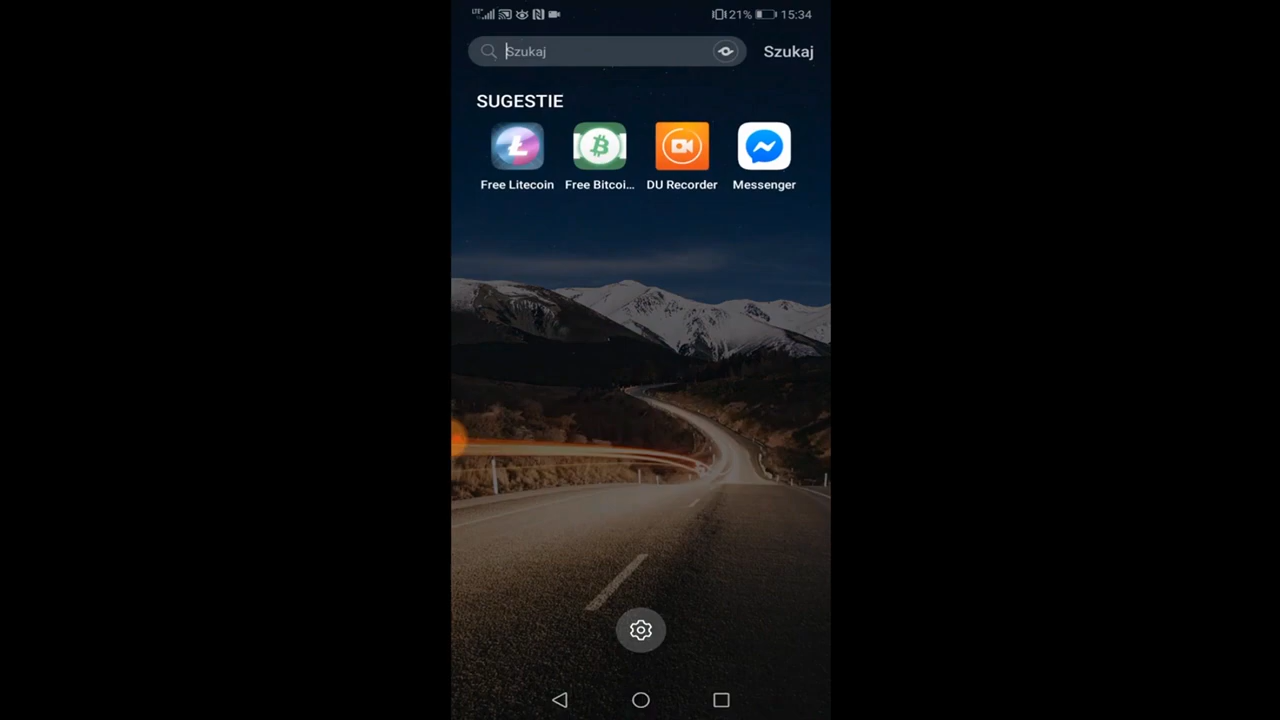 21% 15:34
Szukaj Szukaj
SUGESTIE
Free Litecoin Free Bitcoi... DU Recorder Messenger